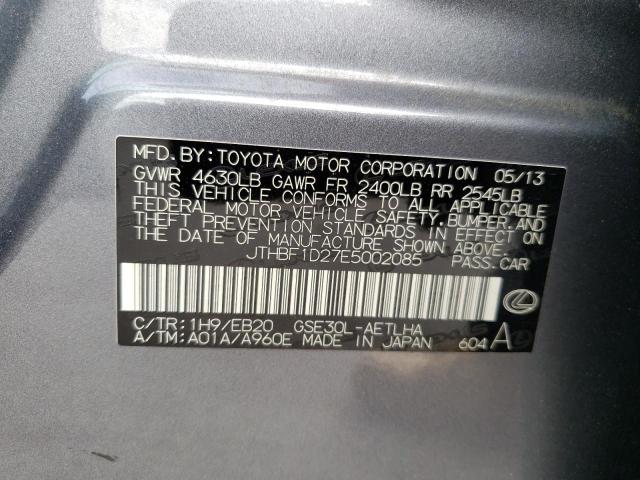 MFD. BY: TOYOTA MOTOR CORPORATION 05/13
GVWR 4630LB GAWR FR 2400LB RR 2545LB
THIS VEHICLE CONFORMS TO ALL APPLICABLE
FEDERAL MOTOR VEHICLE SAFETY, BUMPER, AND
THEFT PREVENTION STANDARDS IN EFFECT ON
THE DATE OF MANUFACTURE SHOWN ABOVE.
JTHBF1D27E5002085 PASS. CAR
C/TR: 1H9/EB20 GSE30L-AETLHA
A/TM: A01A/A960E MADE IN JAPAN 604 A